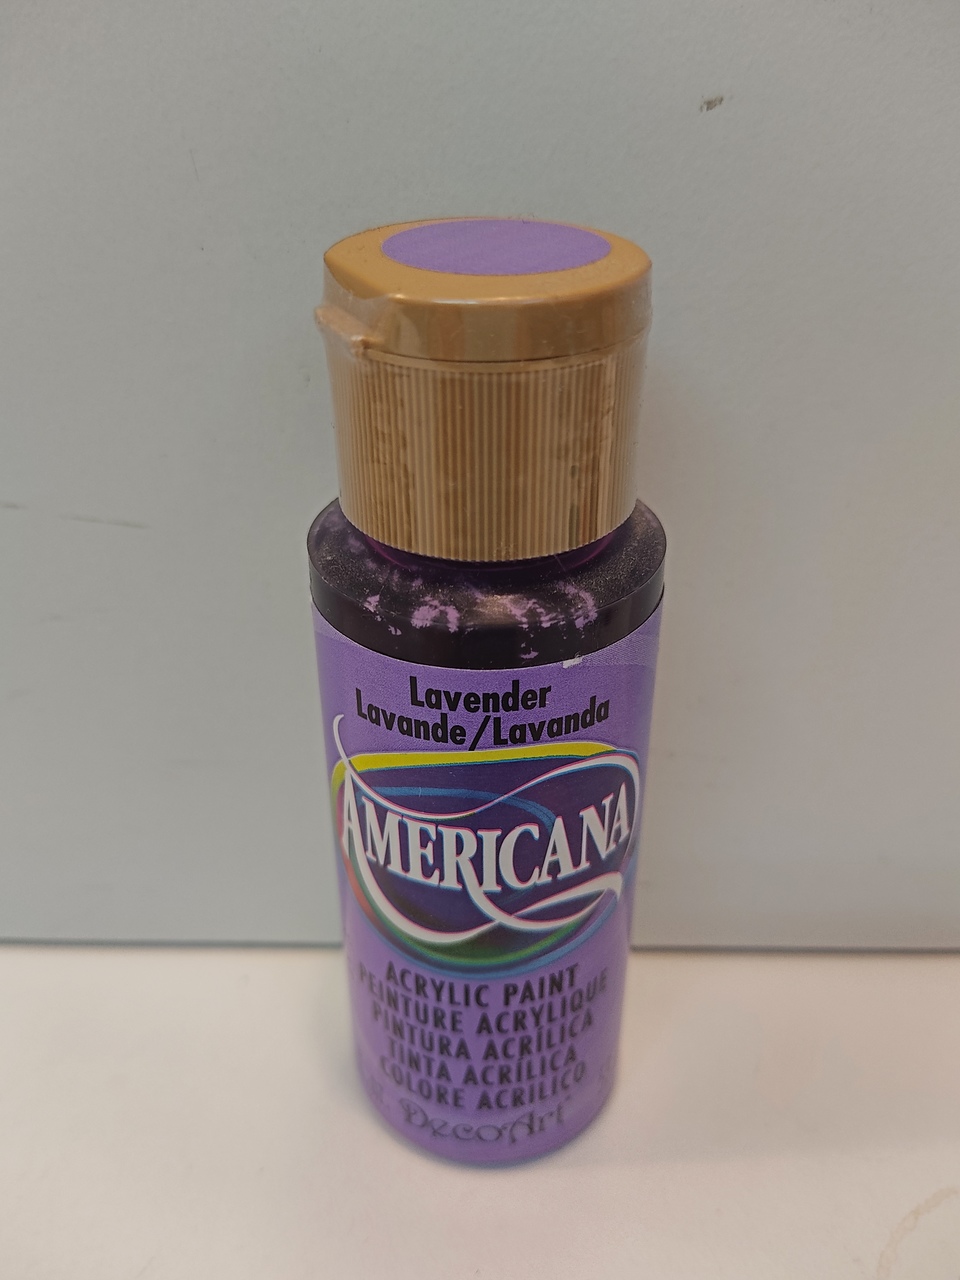 Lavender
Lavande/Lavanda
AMERICANA
ACRYLIC PAINT
PEINTURE ACRYLIQUE
PINTURA ACRÍLICA
TINTA ACRÍLICA
COLORE ACRILICO
DecoArt